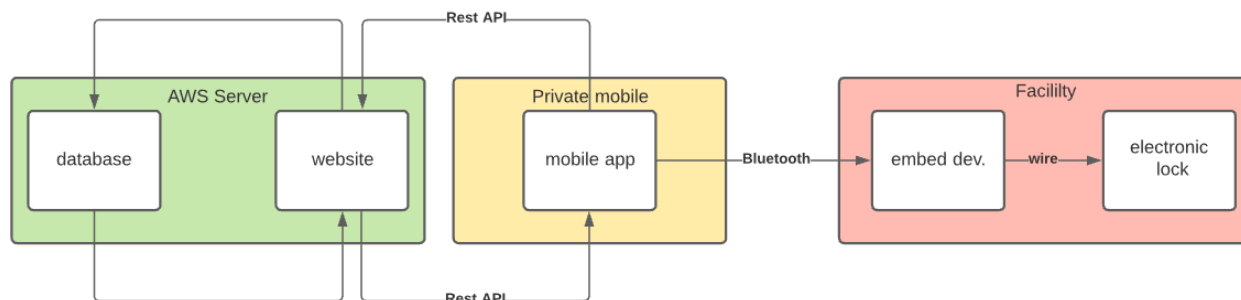 Rest API
AWS Server
Private mobile
Facililty
database
website
mobile app
Bluetooth
embed dev.
wire
electronic
lock
Rest API